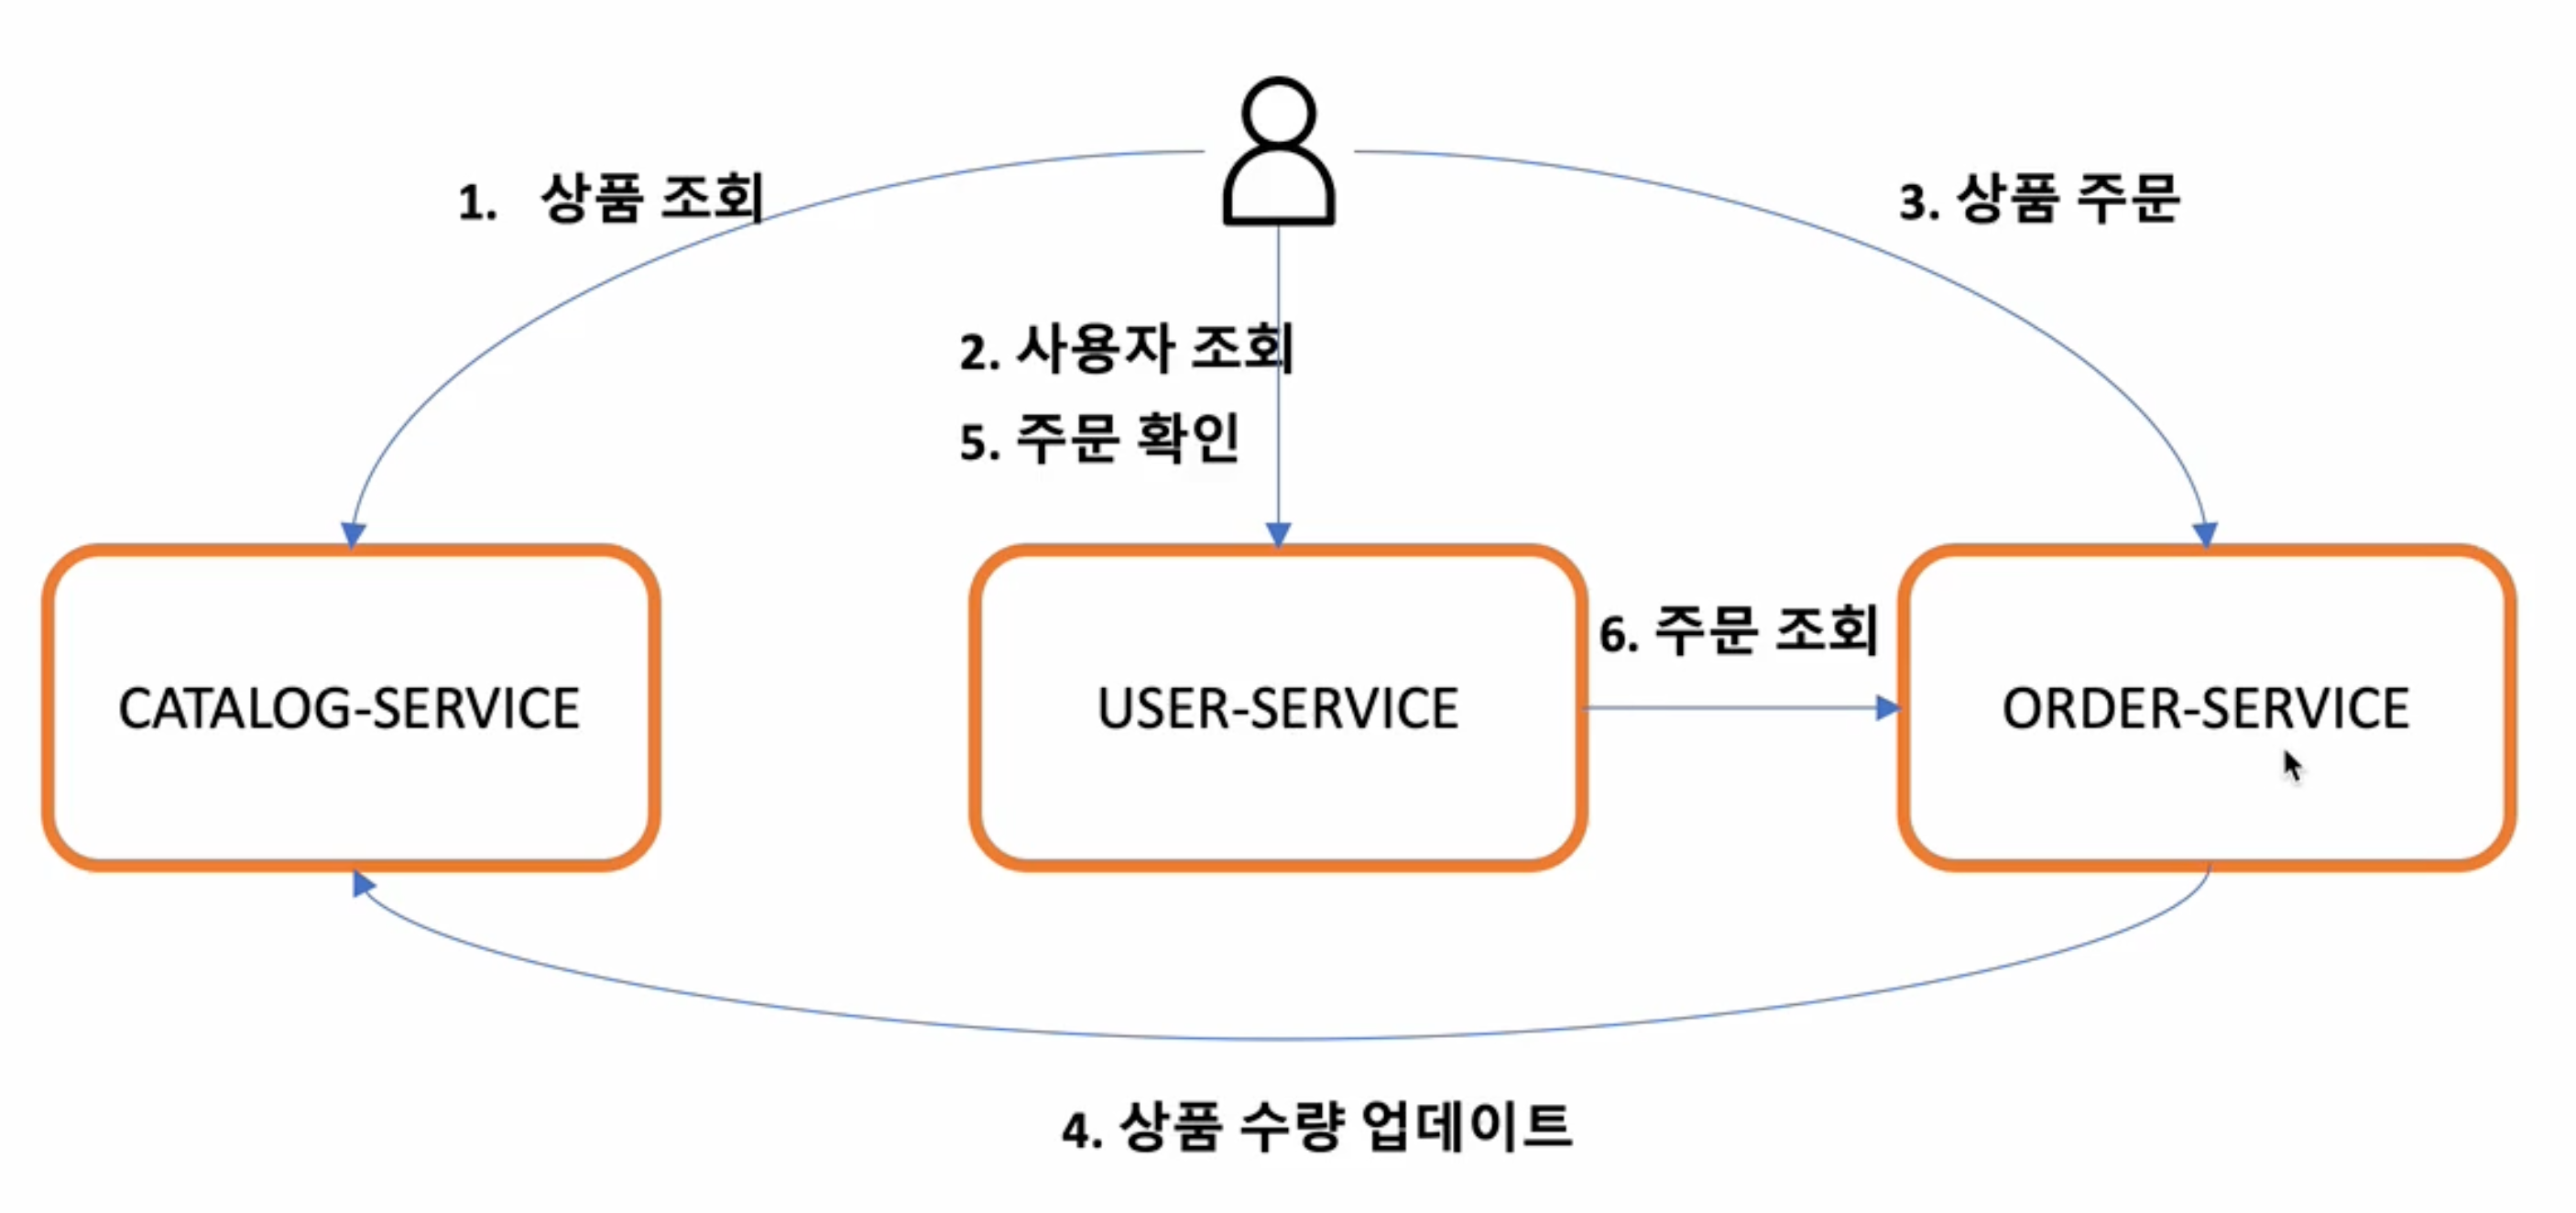 1. 상품 조회
3. 상품 주문
2. 사용자 조회
5. 주문 확인
6. 주문 조회
CATALOG-SERVICE
USER-SERVICE
ORDER-SERVICE
4. 상품 수량 업데이트